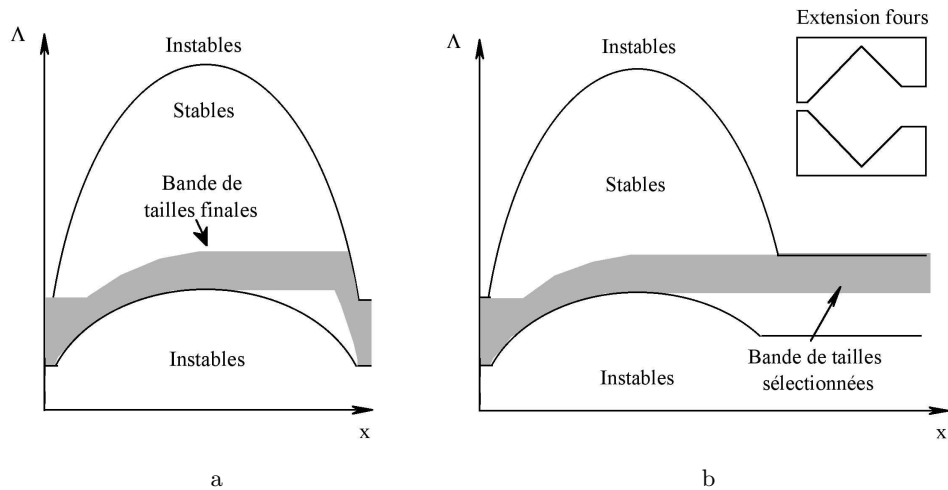 Λ
Instables
Stables
Bande de
tailles finales
Instables
x
a
Λ
Instables
Extension fours
Stables
Bande de tailles
sélectionnées
Instables
x
b